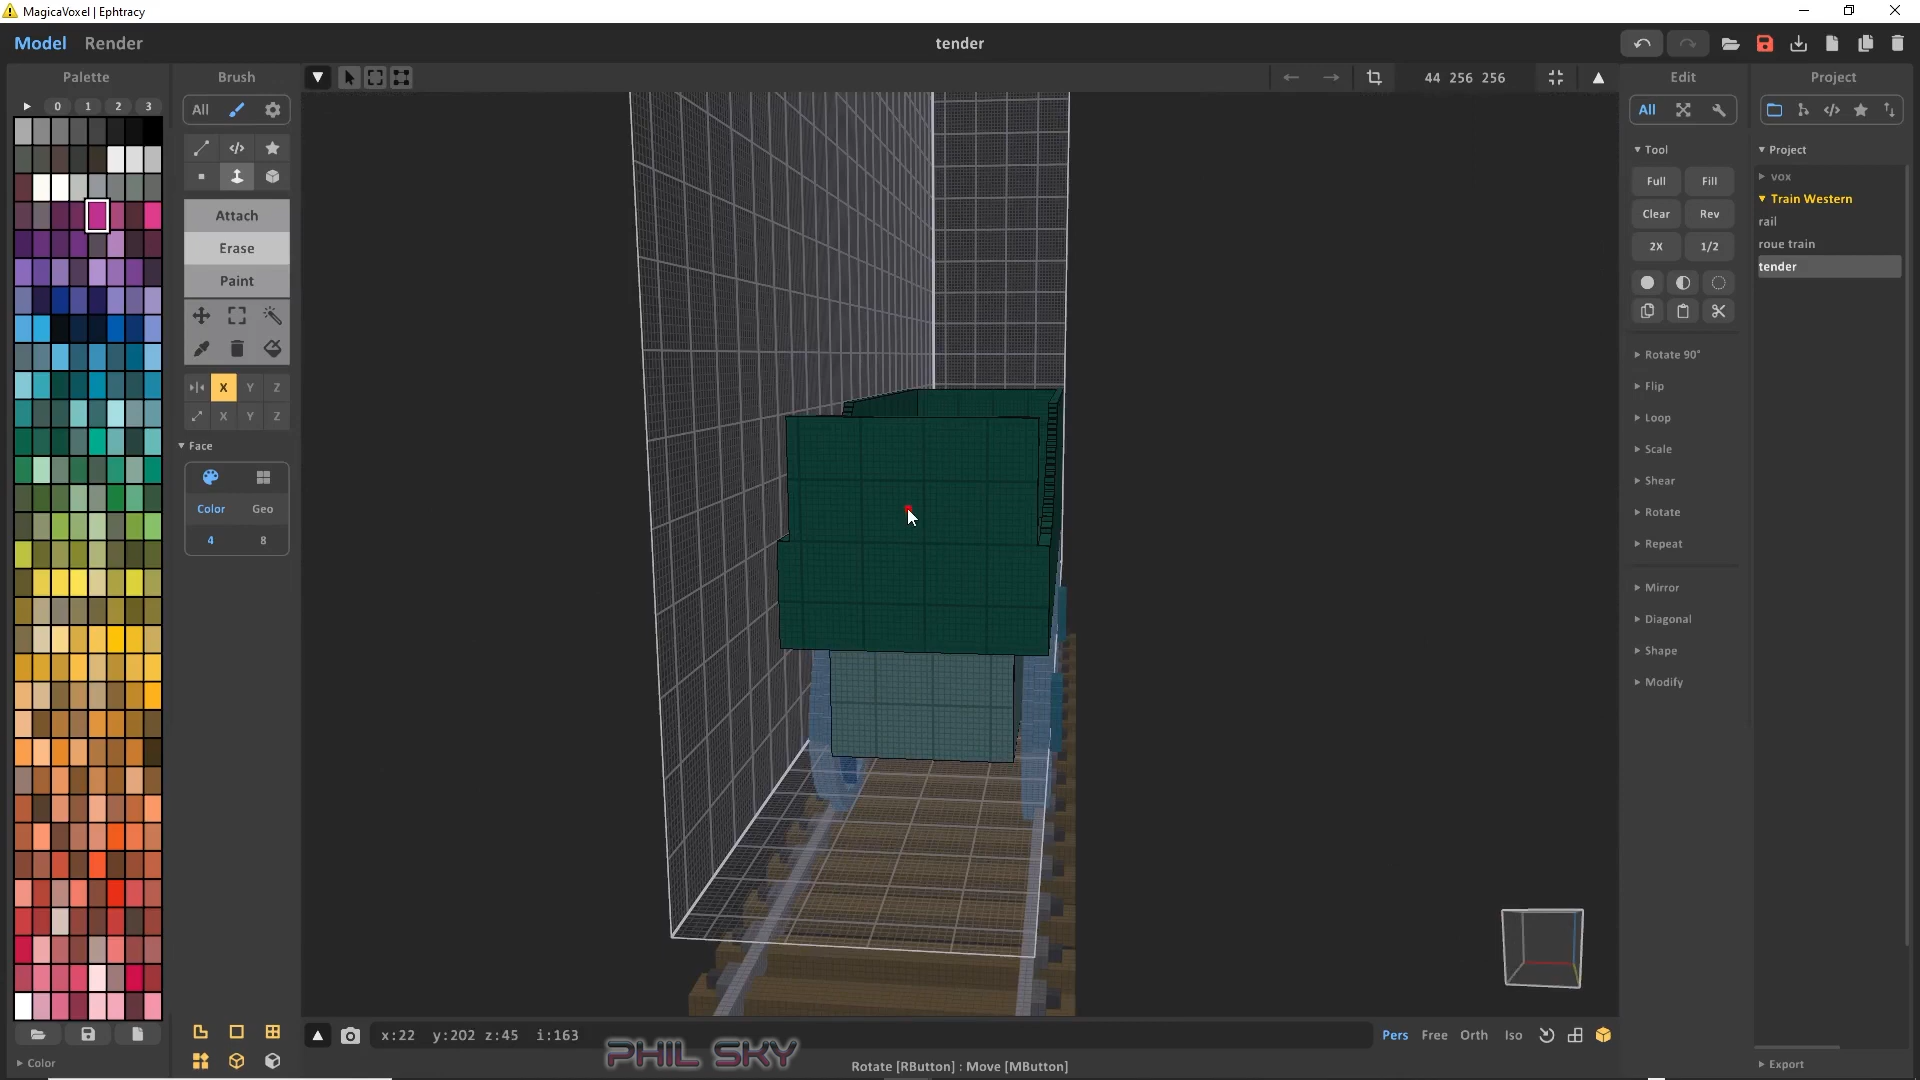 MagicaVoxel | Ephtracy
Model Render
tender
Palette
Brush
44 256 256
Edit
Project
0 1 2 3
All
All
Tool
Project
Full Fill
vox
Clear Rev
Train Western
Attach
rail
2X 1/2
roue train
Erase
tender
Paint
Rotate 90°
X Y Z
Flip
X Y Z
Loop
Face
Scale
Shear
Color Geo
Rotate
4 8
Repeat
Mirror
Diagonal
Shape
Modify
x:22 y:202 z:45 i:163
Pers Free Orth Iso
PHIL SKY
Color
Rotate [RButton] : Move [MButton]
Export